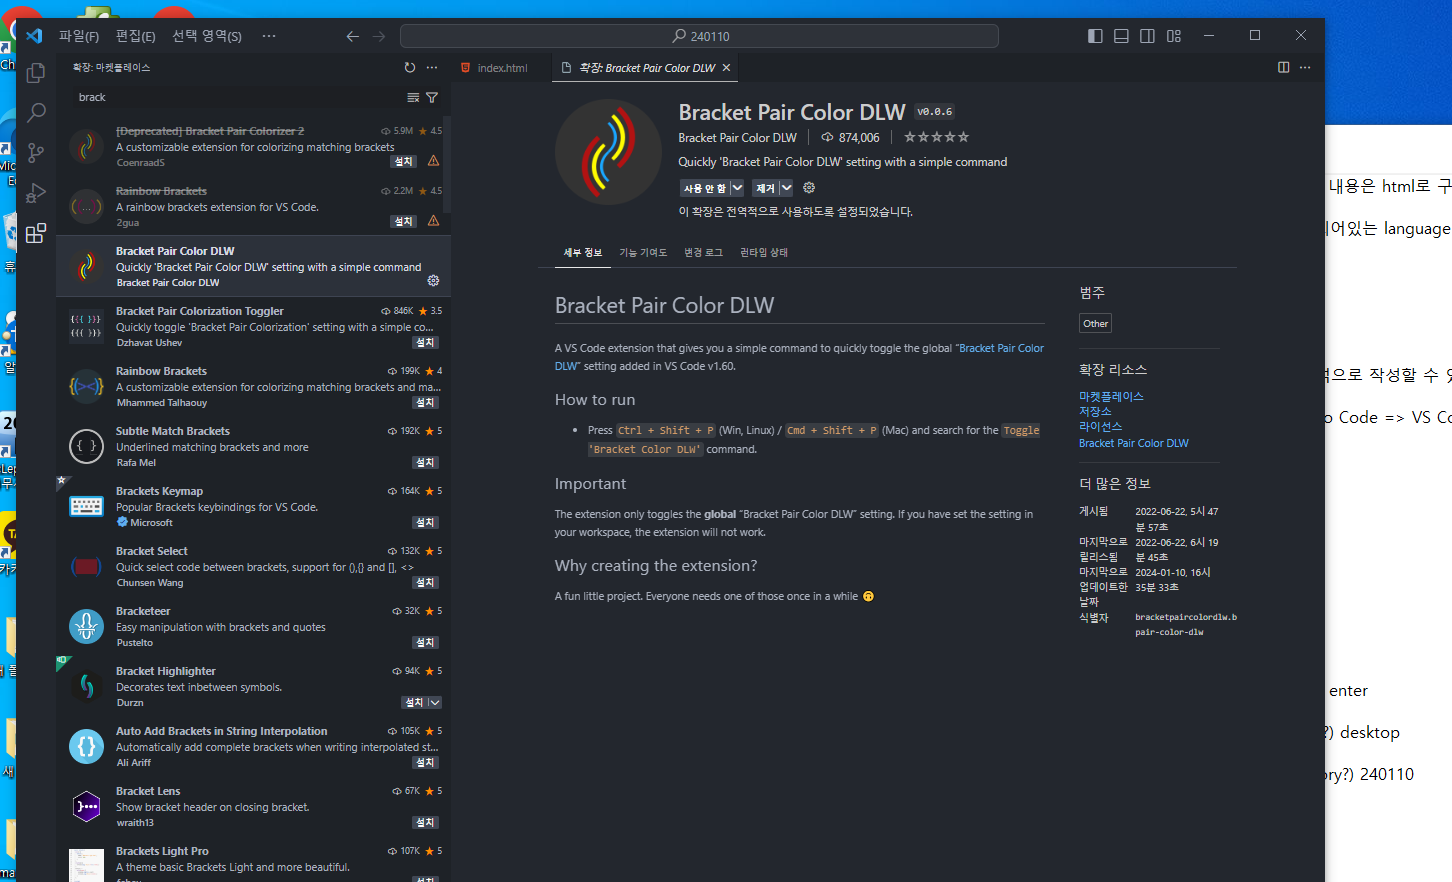 파일(F) 편집(E) 선택 영역(S) ···
240110
확장: 마켓플레이스
brack
[Deprecated] Bracket Pair Colorizer 2 5.9M 4.5
A customizable extension for colorizing matching brackets
CoenraadS 설치
Rainbow Brackets 2.2M 4.5
A rainbow brackets extension for VS Code.
2gua 설치
Bracket Pair Color DLW
Quickly 'Bracket Pair Color DLW' setting with a simple command
Bracket Pair Color DLW
Bracket Pair Colorization Toggler 846K 3.5
Quickly toggle 'Bracket Pair Colorization' setting with a simple co...
Dzhavat Ushev 설치
Rainbow Brackets 199K 4
A customizable extension for colorizing matching brackets and ma...
Mhammed Talhaouy 설치
Subtle Match Brackets 192K 5
Underlined matching brackets and more
Rafa Mel 설치
Brackets Keymap 164K 5
Popular Brackets keybindings for VS Code.
Microsoft 설치
Bracket Select 132K 5
Quick select code between brackets, support for (),{} and [], <>
Chunsen Wang 설치
Bracketeer 32K 5
Easy manipulation with brackets and quotes
Pustelto 설치
Bracket Highlighter 94K 5
Decorates text inbetween symbols.
Durzn 설치
Auto Add Brackets in String Interpolation 105K 5
Automatically add complete brackets when writing interpolated st...
Ali Ariff 설치
Bracket Lens 67K 5
Show bracket header on closing bracket.
wraith13 설치
Brackets Light Pro 107K 5
A theme basic Brackets Light and more beautiful.
index.html
확장: Bracket Pair Color DLW
Bracket Pair Color DLW v0.0.6
Bracket Pair Color DLW 874,006
Quickly 'Bracket Pair Color DLW' setting with a simple command
사용 안 함 제거
이 확장은 전역적으로 사용하도록 설정되었습니다.
세부 정보 기능 기여도 변경 로그 런타임 상태
Bracket Pair Color DLW
A VS Code extension that gives you a simple command to quickly toggle the global “Bracket Pair Color
DLW” setting added in VS Code v1.60.
How to run
• Press Ctrl + Shift + P (Win, Linux) / Cmd + Shift + P (Mac) and search for the Toggle
'Bracket Color DLW' command.
Important
The extension only toggles the global “Bracket Pair Color DLW” setting. If you have set the setting in
your workspace, the extension will not work.
Why creating the extension?
A fun little project. Everyone needs one of those once in a while 🙃
범주
Other
확장 리소스
마켓플레이스
저장소
라이선스
Bracket Pair Color DLW
더 많은 정보
게시됨 2022-06-22, 5시 47
분 57초
마지막으로 2022-06-22, 6시 19
릴리스됨 분 45초
마지막으로 2024-01-10, 16시
업데이트한 35분 33초
날짜
식별자 bracketpaircolordlw.b
pair-color-dlw
내용은 html로 구
어있는 language
적으로 작성할 수 있
o Code => VS Co
enter
?) desktop
ory?) 240110